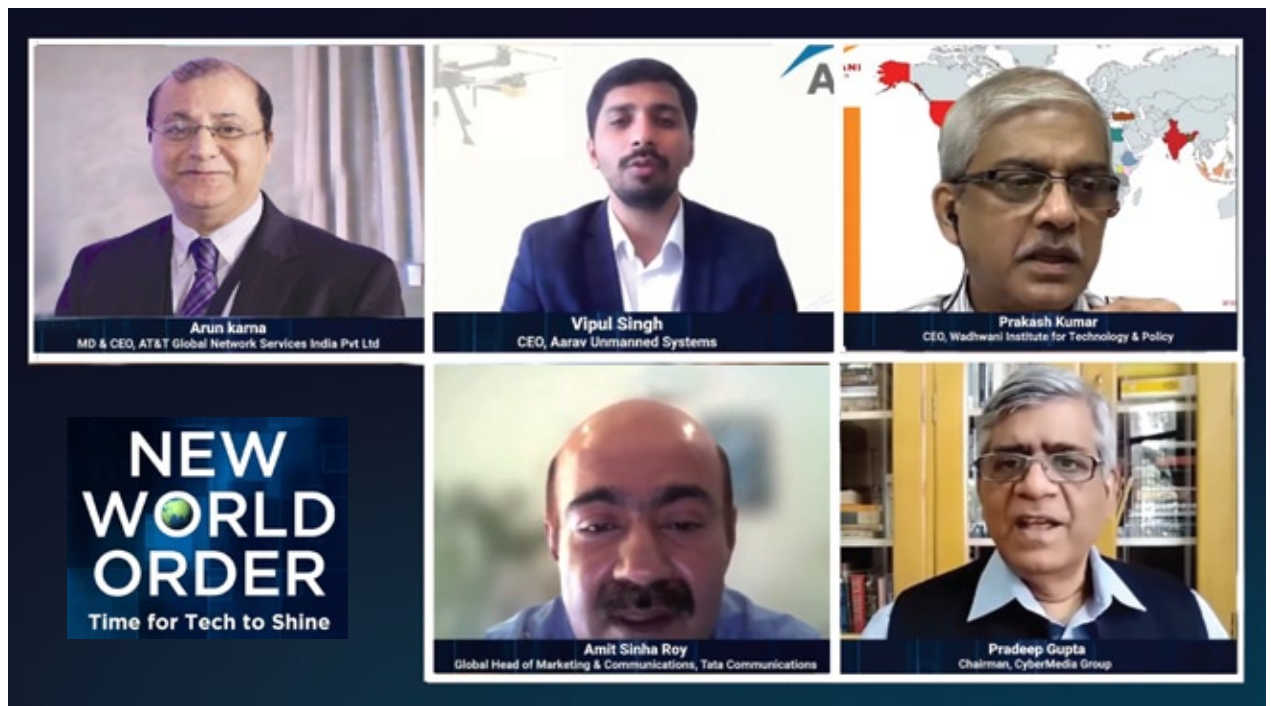 Arun karna
MD & CEO, AT&T Global Network Services India Pvt Ltd
A
Vipul Singh
CEO, Aarav Unmanned Systems
ANI
Prakash Kumar
CEO, Wadhwani Institute for Technology & Policy
NEW
WORLD
ORDER
Time for Tech to Shine
Amit Sinha Roy
Global Head of Marketing & Communications, Tata Communications
Pradeep Gupta
Chairman, CyberMedia Group